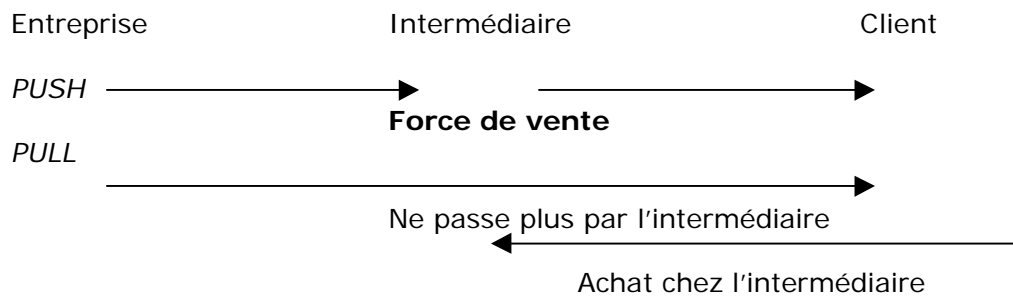 Entreprise Intermédiaire Client
PUSH
Force de vente
PULL
Ne passe plus par l'intermédiaire
Achat chez l'intermédiaire